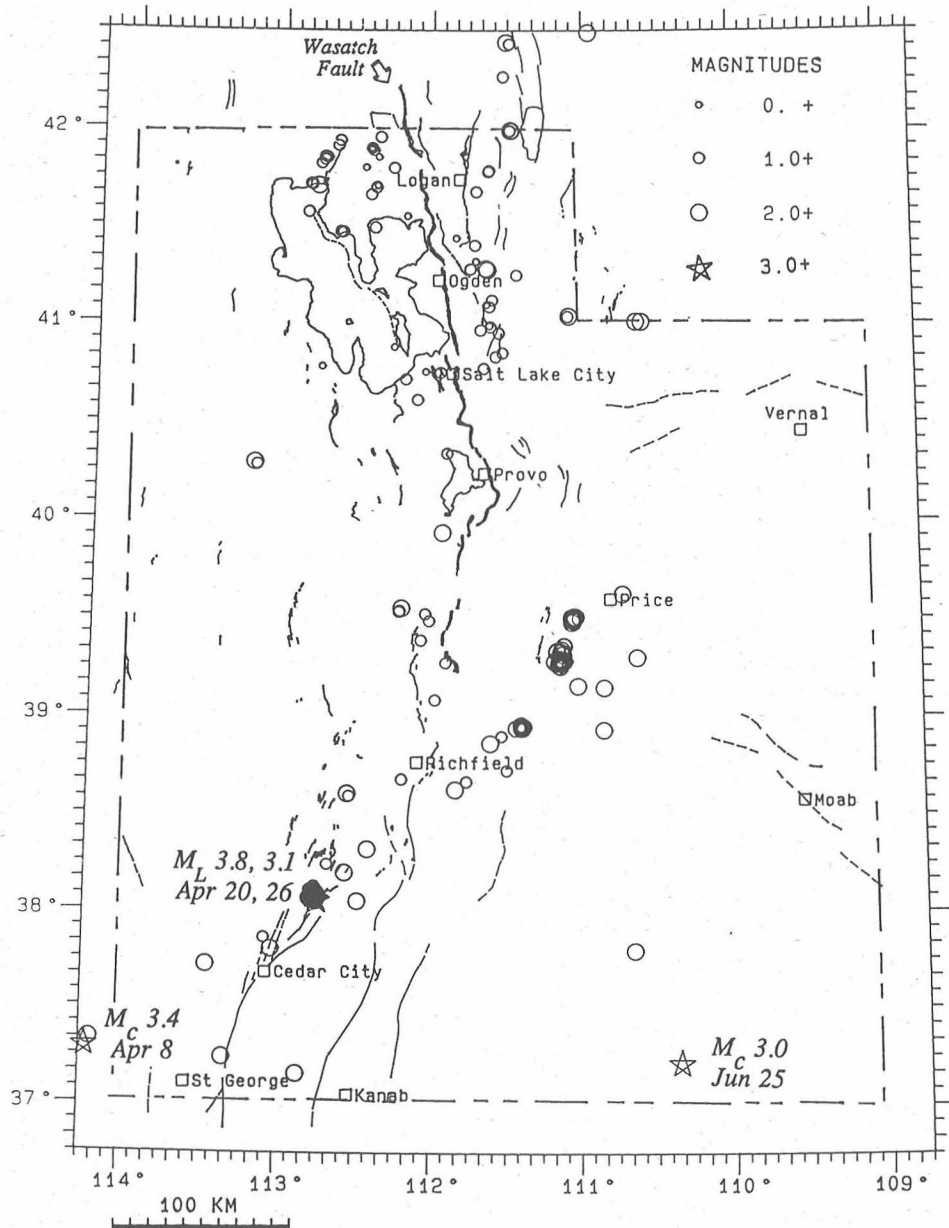 Wasatch
Fault
MAGNITUDES
0. +
1.0+
2.0+
3.0+
42°
Logan
Ogden
41°
Salt Lake City
Vernal
Provo
40°
Price
39°
Richfield
Moab
M_L 3.8, 3.1
Apr 20, 26
38°
Cedar City
M_c 3.4
Apr 8
M_c 3.0
Jun 25
St George
37°
Kanab
114° 113° 112° 111° 110° 109°
100 KM